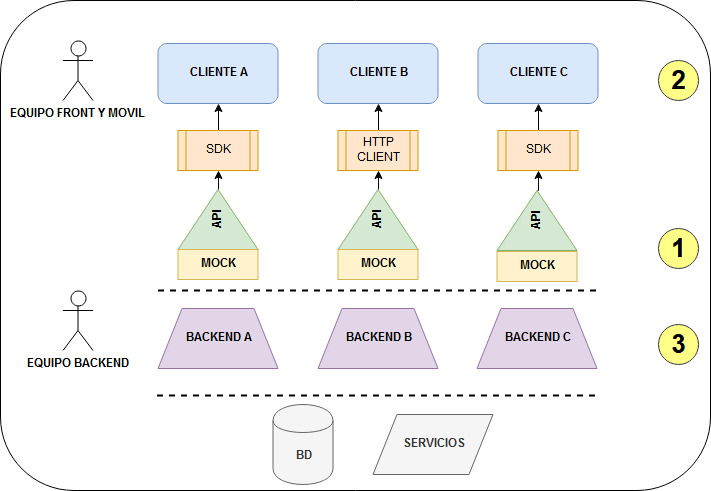 CLIENTE A
CLIENTE B
CLIENTE C
2
EQUIPO FRONT Y MOVIL
SDK
HTTP
CLIENT
SDK
API
API
API
1
MOCK
MOCK
MOCK
BACKEND A
BACKEND B
BACKEND C
3
EQUIPO BACKEND
BD
SERVICIOS